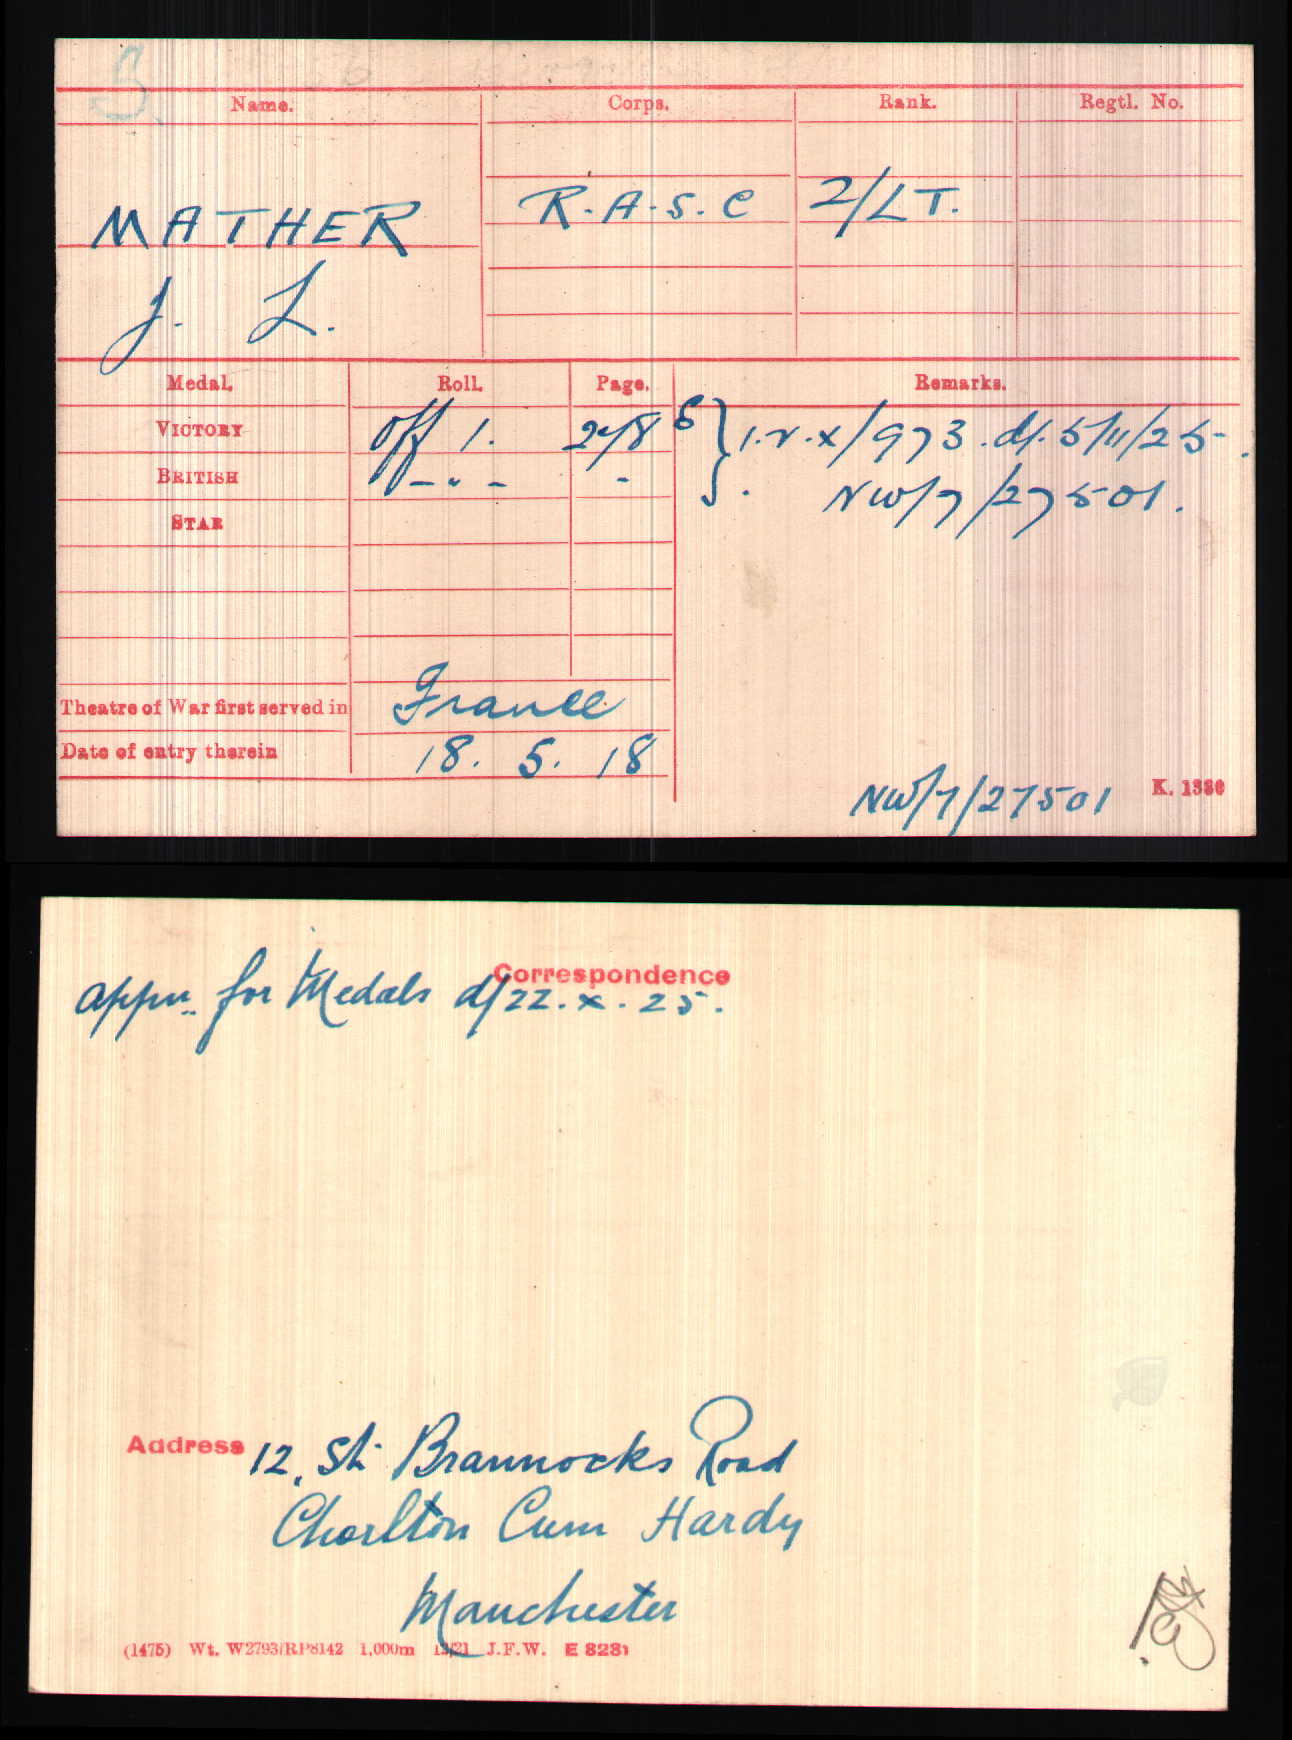 Name. Corps. Rank. Regtl. No.
MATHER R.A.S.C 2/LT.
J. L.
Medal. Roll. Page. Remarks.
VICTORY Off 1. 218 B } 1.V.X/973. d/. 5/11/25.
BRITISH -"- - NW/7/27501.
STAR
Theatre of War first served in France
Date of entry therein 18. 5. 18
NW/7/27501 K. 1380
Correspondence
Appn. for Medals d/22.X.25.
Address 12, St. Brannocks Road
Chorlton Cum Hardy
Manchester
(1475) Wt. W2793/RP8142 1,000m 12/21 J.F.W. E 8281